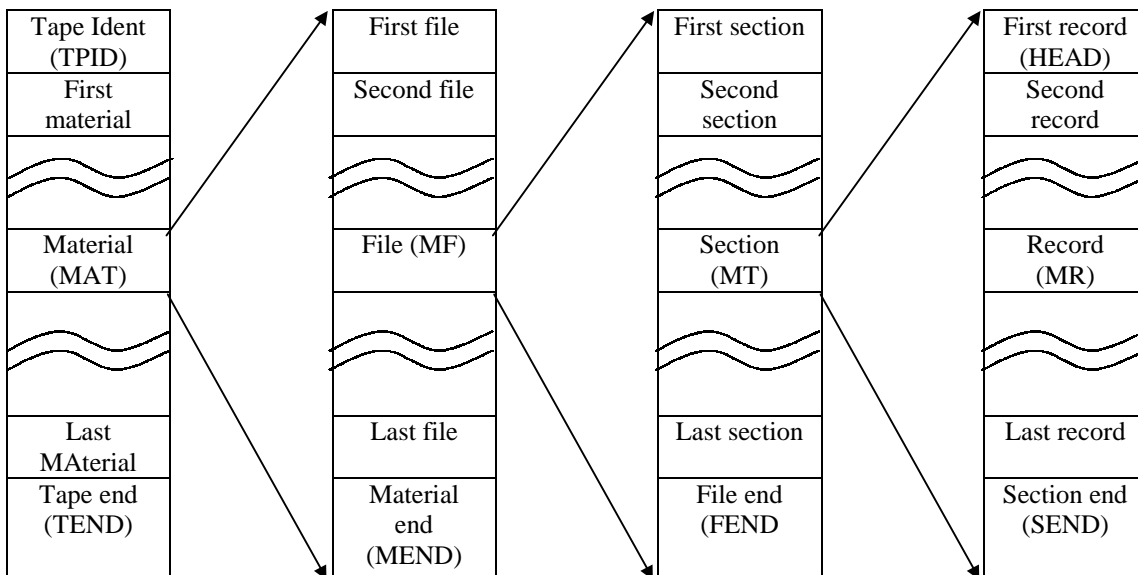 Tape Ident
(TPID)
First
material
Material
(MAT)
Last
MAterial
Tape end
(TEND)
First file
Second file
File (MF)
Last file
Material
end
(MEND)
First section
Second
section
Section
(MT)
Last section
File end
(FEND
First record
(HEAD)
Second
record
Record
(MR)
Last record
Section end
(SEND)